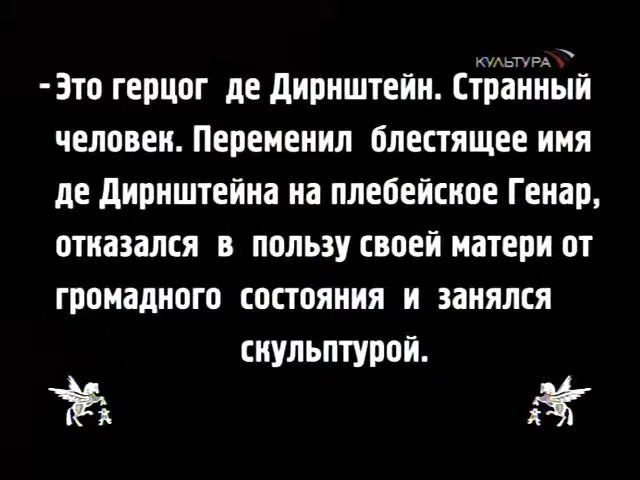 КУЛЬТУРА
- Это герцог де Дирнштейн. Странный
человек. Переменил блестящее имя
де Дирнштейна на плебейское Генар,
отказался в пользу своей матери от
громадного состояния и занялся
скульптурой.